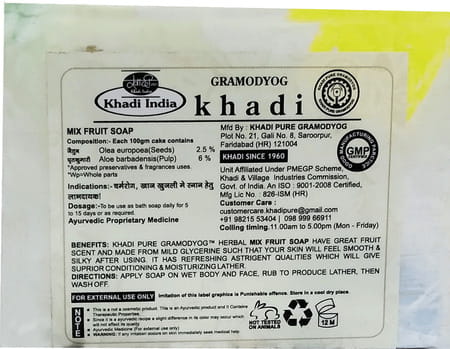 Khadi India
Khadi India
GRAMODYOG
khadi
MIX FRUIT SOAP
Composition:- Each 100gm cake contains
जैतुन Olea europoea(Seeds) 2.5 %
घृतकुमारी Aloe barbadensis(Pulp) 6 %
*Approved preservatives & fragrances uses.
*Wp=Whole parts
Indications:- चर्मरोग, खाज खुजली मे स्नान हेतु
लाभदायक।
Dosage:-To be use as bath soap daily for 5
to 15 days or as required.
Ayurvedic Proprietary Medicine
Mfd By : KHADI PURE GRAMODYOG
Plot No. 21, Gali No. 8, Saroorpur,
Faridabad (HR) 121004
KHADI SINCE 1960
Unit Affiliated Under PMEGP Scheme,
Khadi & Village Industries Commission,
Govt. of India. An ISO : 9001-2008 Certified,
Mfg Lic No. : 826-ISM (HR)
Customer Care :
customercare.khadipure@gmail.com
+91 98215 53404 | 098 999 66911
Colling timing.11.00am to 5.00pm (Mon - Friday)
GOOD MANUFACTURING PRACTICE
GMP
CERTIFIED
BENEFITS: KHADI PURE GRAMODYOG™ HERBAL MIX FRUIT SOAP HAVE GREAT FRUIT
SCENT AND MADE FROM MILD GLYCERINE SUCH THAT YOUR SKIN WILL FEEL SMOOTH &
SILKY AFTER USING. IT HAS REFRESHING ASTRIGENT QUALITIES WHICH WILL GIVE
SUPRIOR CONDITIONING & MOISTURIZING LATHER.
DIRECTIONS: APPLY SOAP ON WET BODY AND FACE, RUB TO PRODUCE LATHER, THEN
WASH OFF.
FOR EXTERNAL USE ONLY
Imitation of this label graphics is Punishable offence. Store in a cool dry place.
NOTE
This is a not a cosmetic product. This is an Ayurvedic product and it Contains
Therapeutic Properties.
Since it is a ayurvedic recipe a slight difference in its color may occur which
will not affect its quality.
Ayurvedic Medicine (For external use only)
WARNING: If any irritation occurs on skin immediately seek medical help.
NOT TESTED
ON ANIMALS
12 M